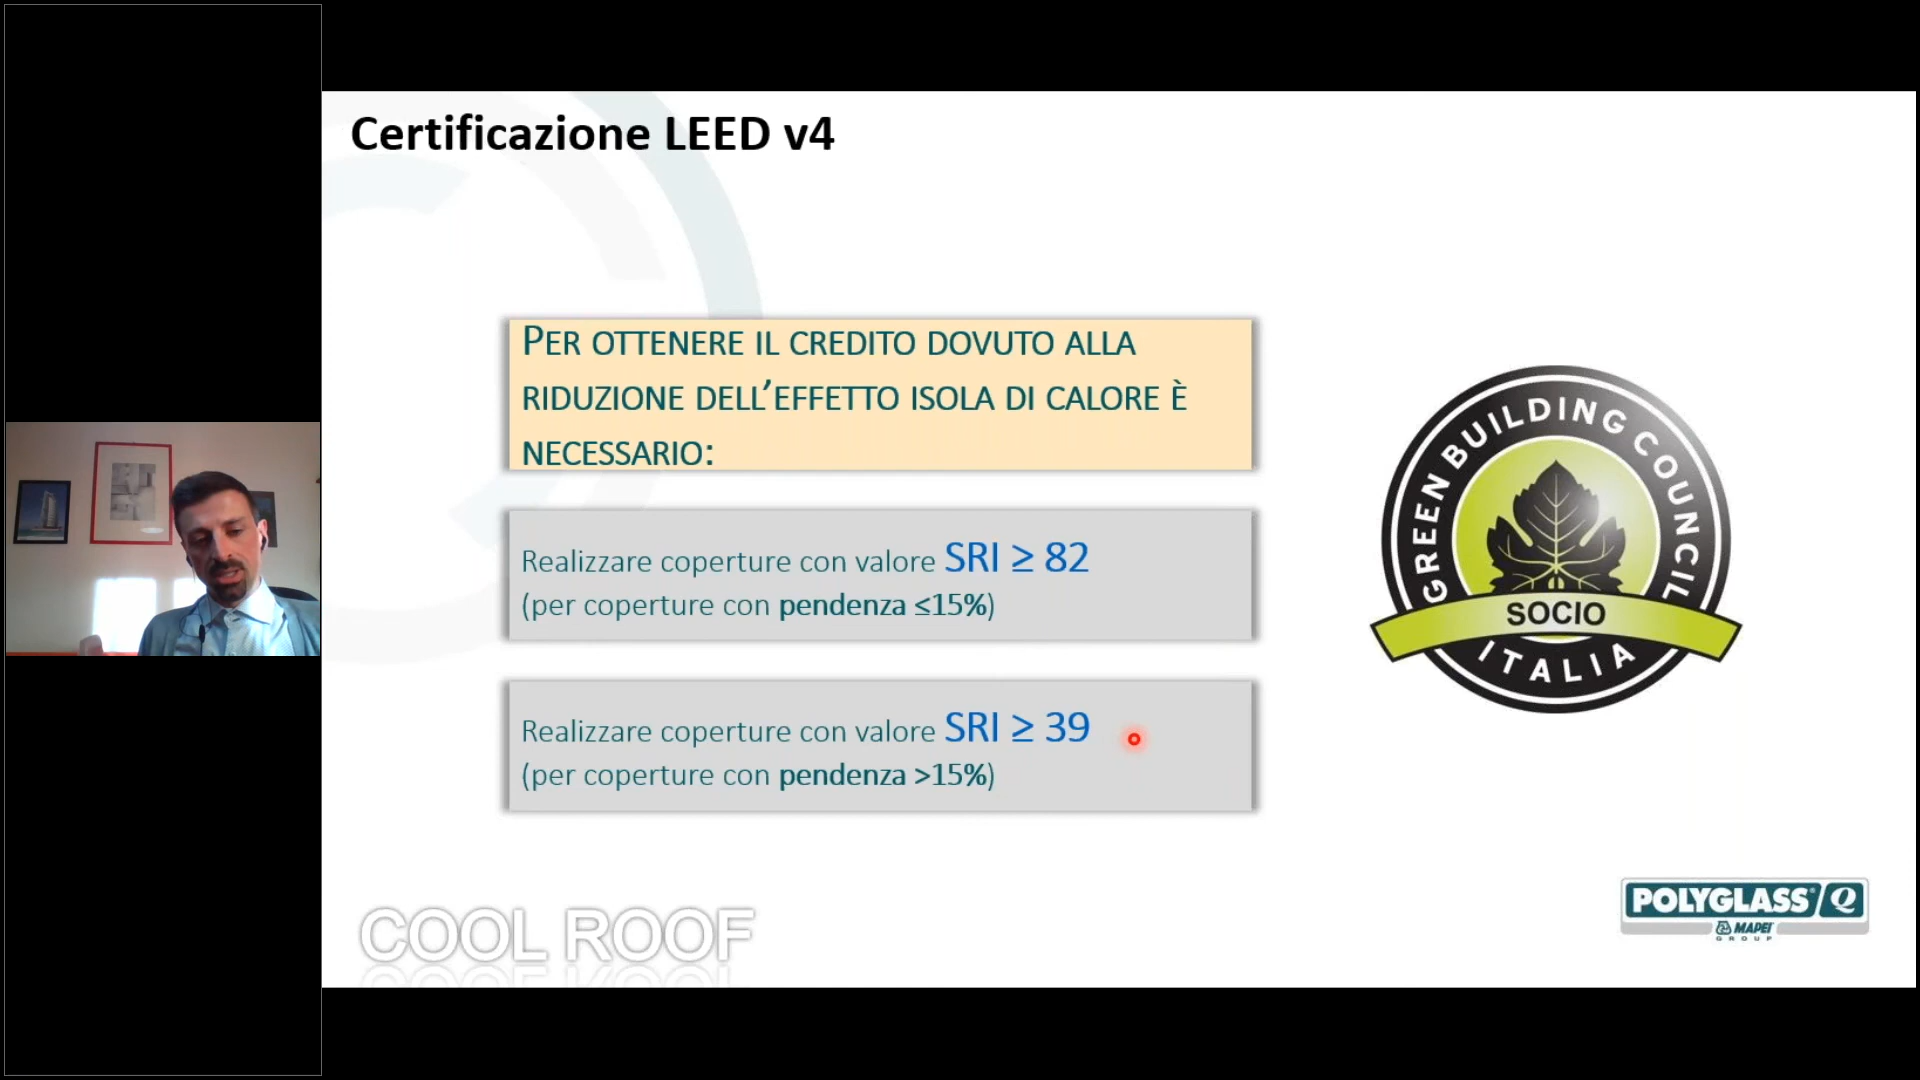 Certificazione LEED v4
PER OTTENERE IL CREDITO DOVUTO ALLA
RIDUZIONE DELL'EFFETTO ISOLA DI CALORE È
NECESSARIO:
Realizzare coperture con valore SRI ≥ 82
(per coperture con pendenza ≤15%)
Realizzare coperture con valore SRI ≥ 39
(per coperture con pendenza >15%)
GREEN BUILDING COUNCIL
SOCIO
ITALIA
COOL ROOF
POLYGLASS
MAPEI
GROUP